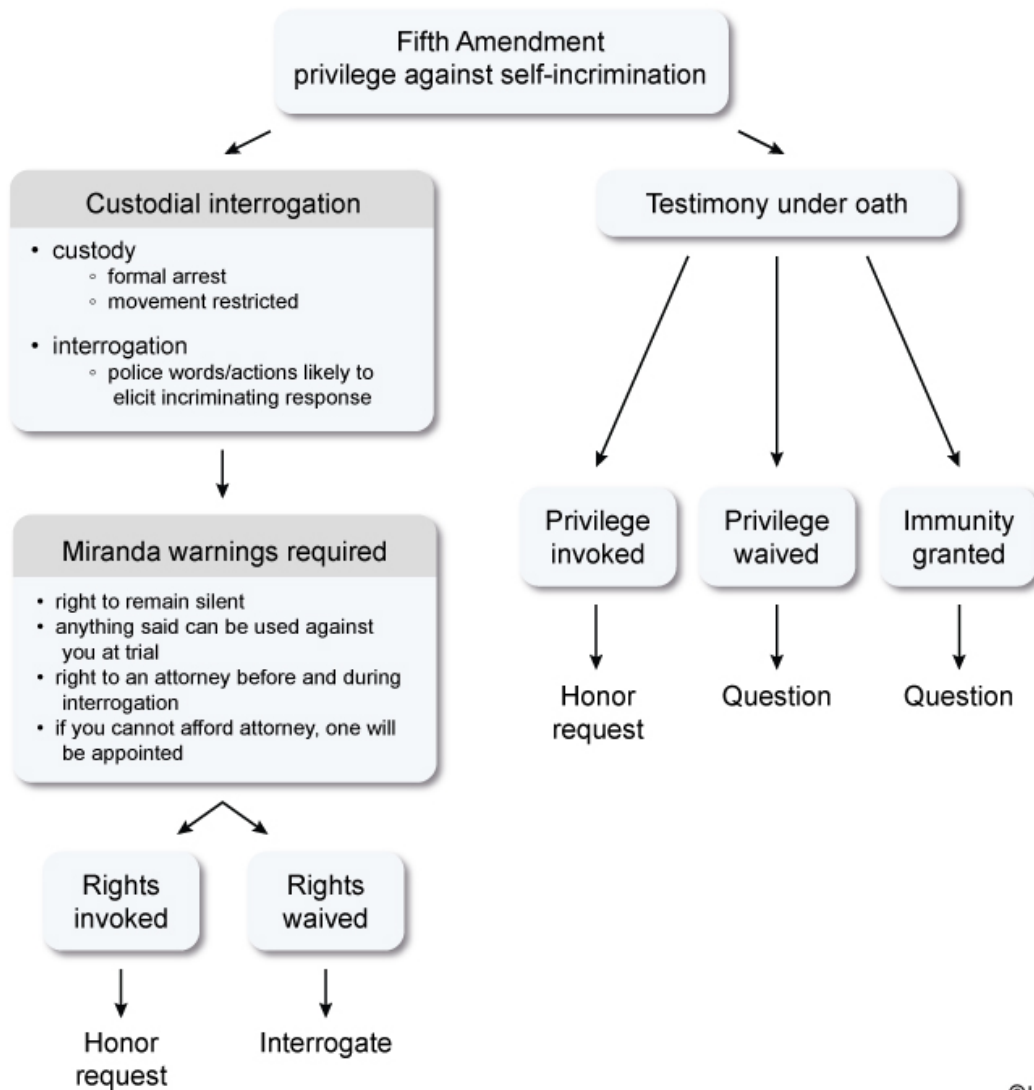 Fifth Amendment
privilege against self-incrimination
Custodial interrogation
• custody
◦ formal arrest
◦ movement restricted
• interrogation
◦ police words/actions likely to
elicit incriminating response
Miranda warnings required
• right to remain silent
• anything said can be used against
you at trial
• right to an attorney before and during
interrogation
• if you cannot afford attorney, one will
be appointed
Rights
invoked
Rights
waived
Honor
request
Interrogate
Testimony under oath
Privilege
invoked
Privilege
waived
Immunity
granted
Honor
request
Question
Question